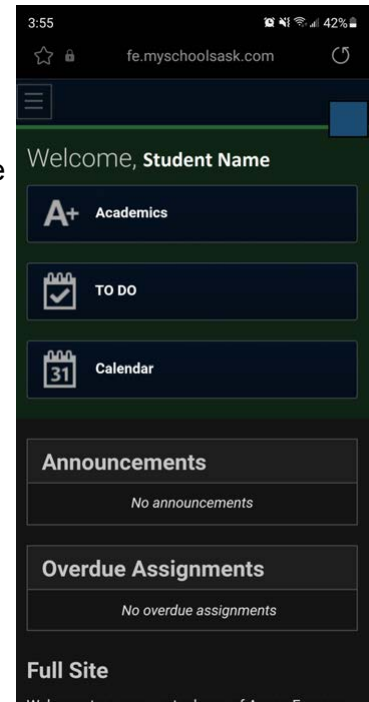 3:55 42%
fe.myschoolsask.com
Welcome, Student Name
e
A+ Academics
TO DO
31 Calendar
Announcements
No announcements
Overdue Assignments
No overdue assignments
Full Site